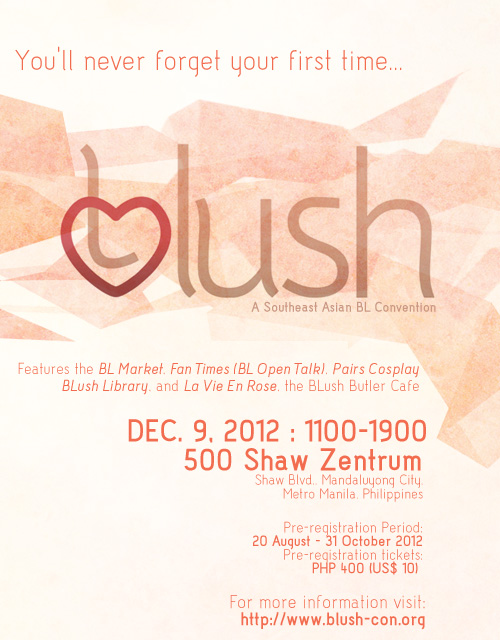 You'll never forget your first time...
blush
A Southeast Asian BL Convention
Features the BL Market, Fan Times (BL Open Talk), Pairs Cosplay
BLush Library, and La Vie En Rose, the BLush Butler Cafe
DEC. 9, 2012 : 1100-1900
500 Shaw Zentrum
Shaw Blvd., Mandaluyong City,
Metro Manila, Philippines
Pre-registration Period:
20 August - 31 October 2012
Pre-registration tickets:
PHP 400 (US$ 10)
For more information visit:
http://www.blush-con.org